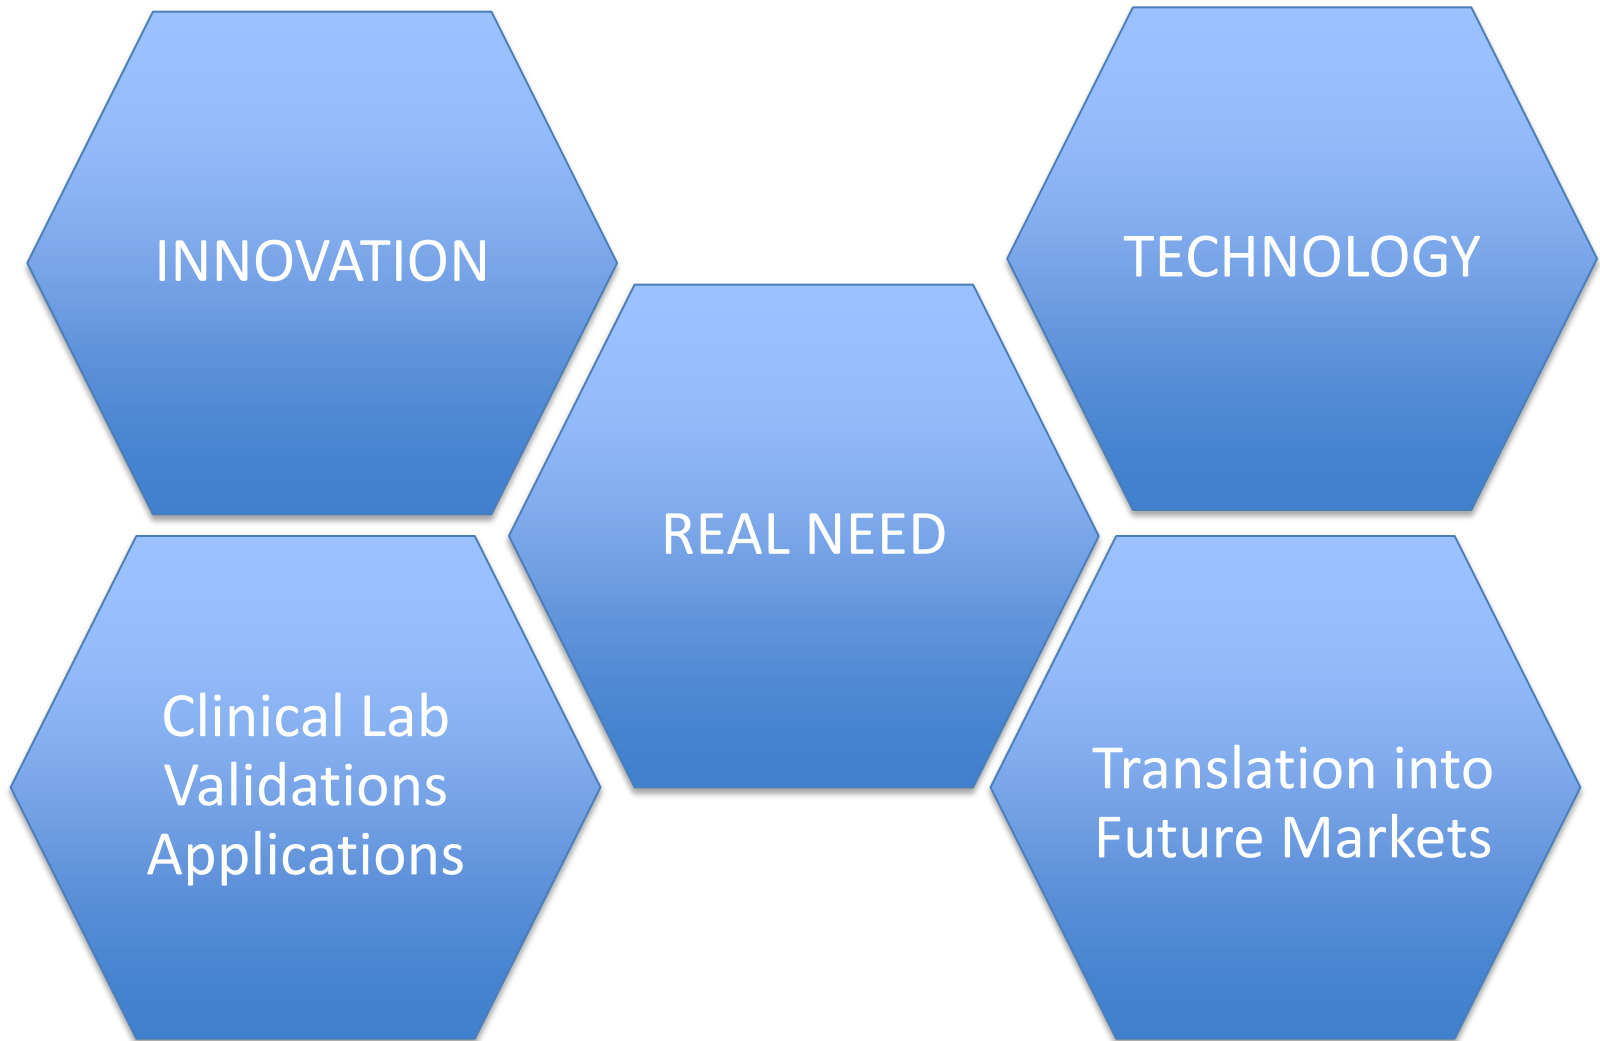 INNOVATION
TECHNOLOGY
REAL NEED
Clinical Lab
Validations
Applications
Translation into
Future Markets